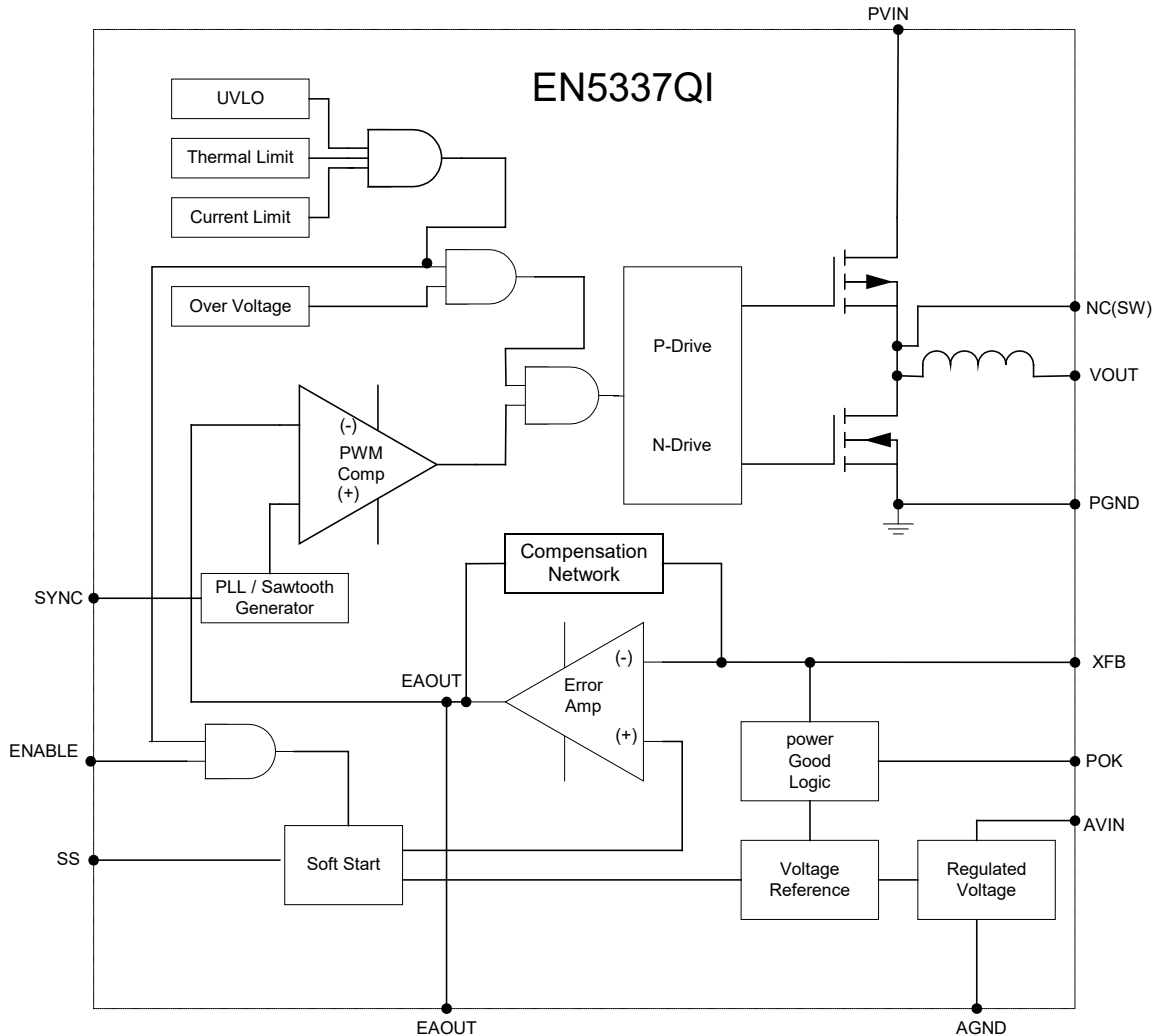 PVIN
EN5337QI
UVLO
Thermal Limit
Current Limit
Over Voltage
P-Drive
N-Drive
NC(SW)
VOUT
PGND
(-)
PWM
Comp
(+)
Compensation
Network
PLL / Sawtooth
Generator
SYNC
(-)
Error
Amp
(+)
EAOUT
XFB
ENABLE
power
Good
Logic
POK
AVIN
SS
Soft Start
Voltage
Reference
Regulated
Voltage
EAOUT
AGND